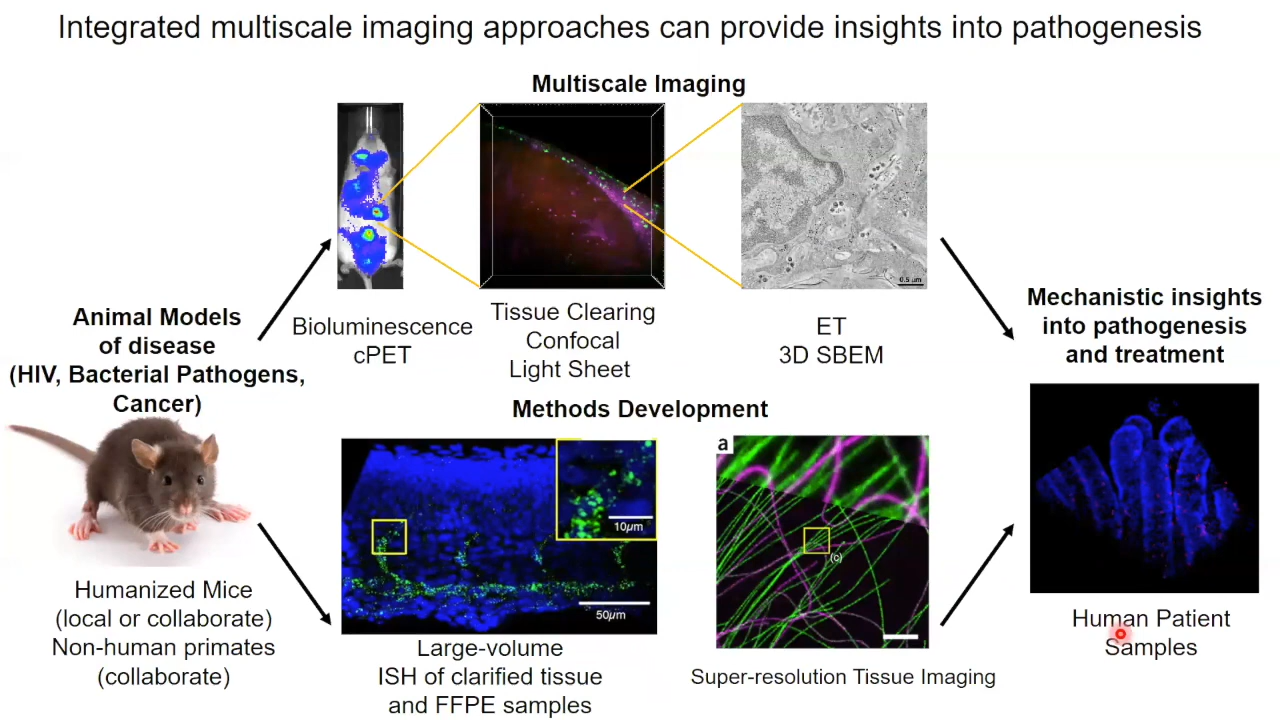 Integrated multiscale imaging approaches can provide insights into pathogenesis
Multiscale Imaging
0.5 µm
Bioluminescence
cPET
Tissue Clearing
Confocal
Light Sheet
ET
3D SBEM
Animal Models
of disease
(HIV, Bacterial Pathogens,
Cancer)
Humanized Mice
(local or collaborate)
Non-human primates
(collaborate)
Methods Development
10µm
50µm
Large-volume
ISH of clarified tissue
and FFPE samples
a
(c)
Super-resolution Tissue Imaging
Mechanistic insights
into pathogenesis
and treatment
Human Patient
Samples